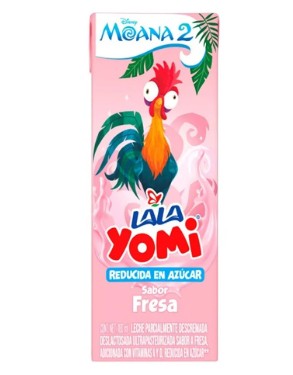 Disney
MOANA 2
LALA
YOMi
REDUCIDA EN AZÚCAR
Sabor
Fresa
LECHE PARCIALMENTE DESCREMADA
DESLACTOSADA ULTRAPASTEURIZADA SABOR A FRESA,
ADICIONADA CON VITAMINAS A Y D, REDUCIDA EN AZÚCAR**